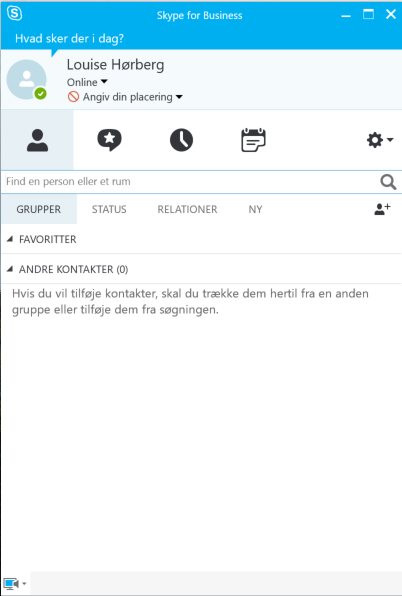 Skype for Business
Hvad sker der i dag?
Louise Hørberg
Online
Angiv din placering
Find en person eller et rum
GRUPPER STATUS RELATIONER NY
FAVORITTER
ANDRE KONTAKTER (0)
Hvis du vil tilføje kontakter, skal du trække dem hertil fra en anden
gruppe eller tilføje dem fra søgningen.